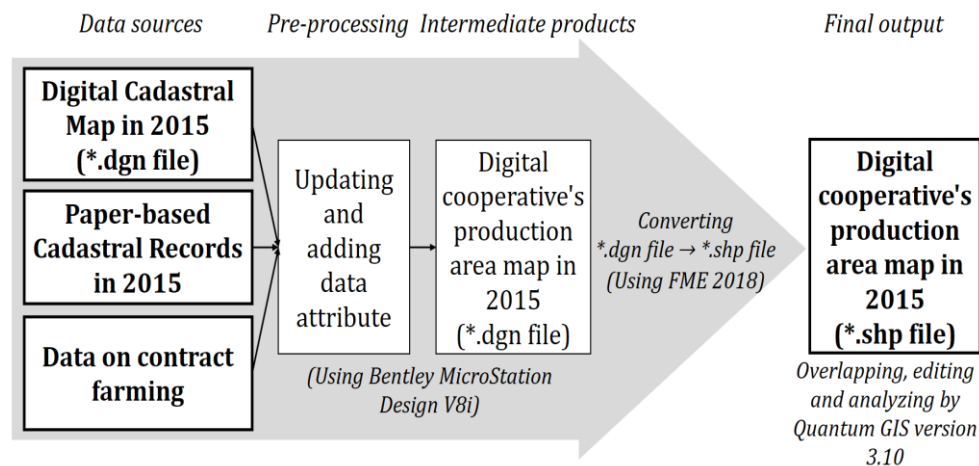 Data sources
Pre-processing
Intermediate products
Final output
Digital Cadastral
Map in 2015
(*.dgn file)
Paper-based
Cadastral Records
in 2015
Data on contract
farming
Updating
and
adding
data
attribute
Digital
cooperative's
production
area map in
2015
(*.dgn file)
(Using Bentley MicroStation
Design V8i)
Converting
*.dgn file → *.shp file
(Using FME 2018)
Digital
cooperative's
production
area map in
2015
(*.shp file)
Overlapping, editing
and analyzing by
Quantum GIS version
3.10